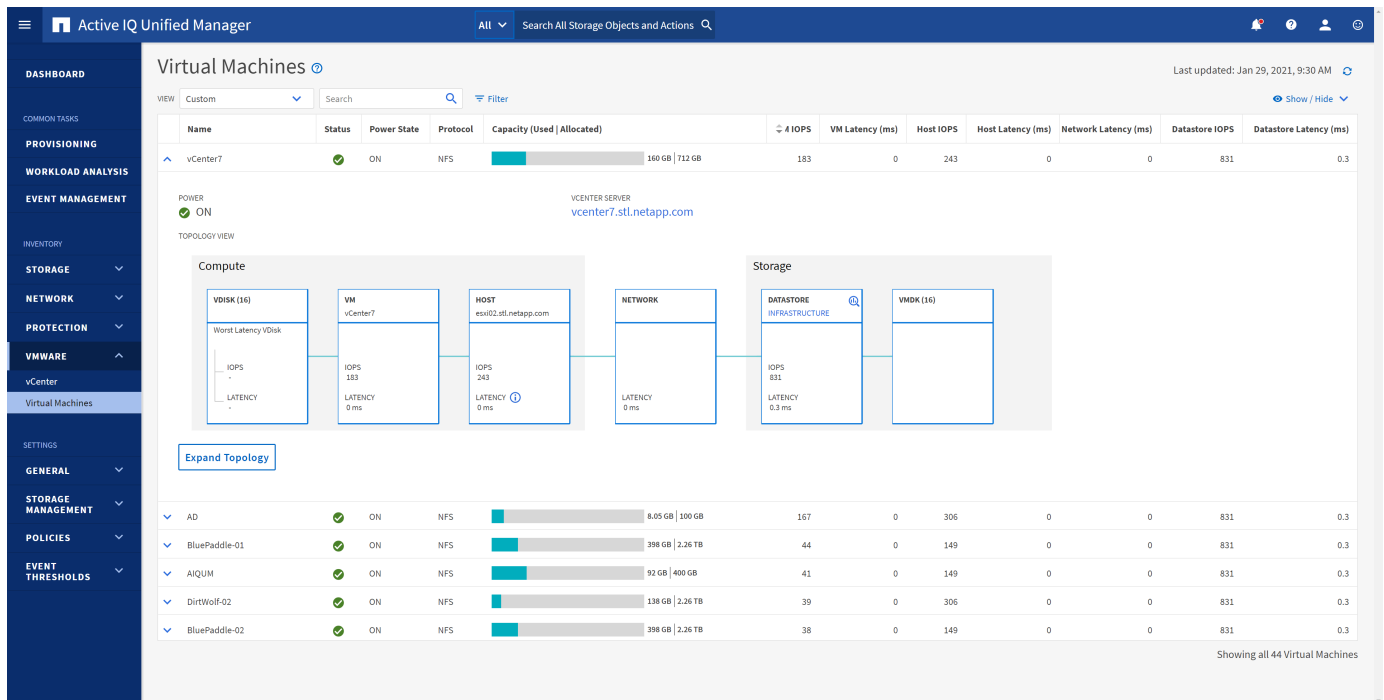 Active IQ Unified Manager
All
Search All Storage Objects and Actions
DASHBOARD
COMMON TASKS
PROVISIONING
WORKLOAD ANALYSIS
EVENT MANAGEMENT
INVENTORY
STORAGE
NETWORK
PROTECTION
VMWARE
vCenter
Virtual Machines
SETTINGS
GENERAL
STORAGE
MANAGEMENT
POLICIES
EVENT
THRESHOLDS
Virtual Machines
Last updated: Jan 29, 2021, 9:30 AM
VIEW Custom Search Filter Show / Hide
Name Status Power State Protocol Capacity (Used | Allocated) IOPS VM Latency (ms) Host IOPS Host Latency (ms) Network Latency (ms) Datastore IOPS Datastore Latency (ms)
vCenter7 ON NFS 160 GB | 712 GB 183 0 243 0 0 831 0.3
POWER
ON
VCENTER SERVER
vcenter7.stl.netapp.com
TOPOLOGY VIEW
Compute
VDISK (16)
Worst Latency VDisk
IOPS
-
LATENCY
-
VM
vCenter7
IOPS
183
LATENCY
0 ms
HOST
esxi02.stl.netapp.com
IOPS
243
LATENCY
0 ms
NETWORK
LATENCY
0 ms
Storage
DATASTORE
INFRASTRUCTURE
IOPS
831
LATENCY
0.3 ms
VMDK (16)
Expand Topology
AD ON NFS 8.05 GB | 100 GB 167 0 306 0 0 831 0.3
BluePaddle-01 ON NFS 398 GB | 2.26 TB 44 0 149 0 0 831 0.3
AIQUM ON NFS 92 GB | 400 GB 41 0 149 0 0 831 0.3
DirtWolf-02 ON NFS 138 GB | 2.26 TB 39 0 306 0 0 831 0.3
BluePaddle-02 ON NFS 398 GB | 2.26 TB 38 0 149 0 0 831 0.3
Showing all 44 Virtual Machines